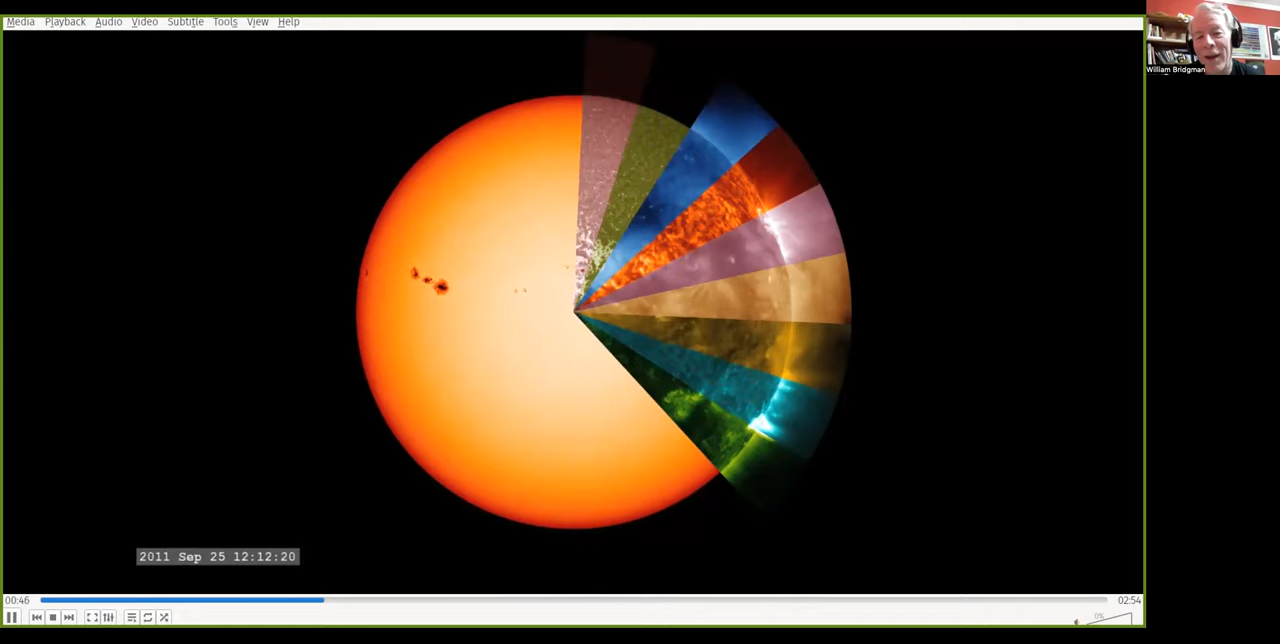 Media Playback Audio Video Subtitle Tools View Help
William Bridgman
2011 Sep 25 12:12:20
00:46
02:54
0%